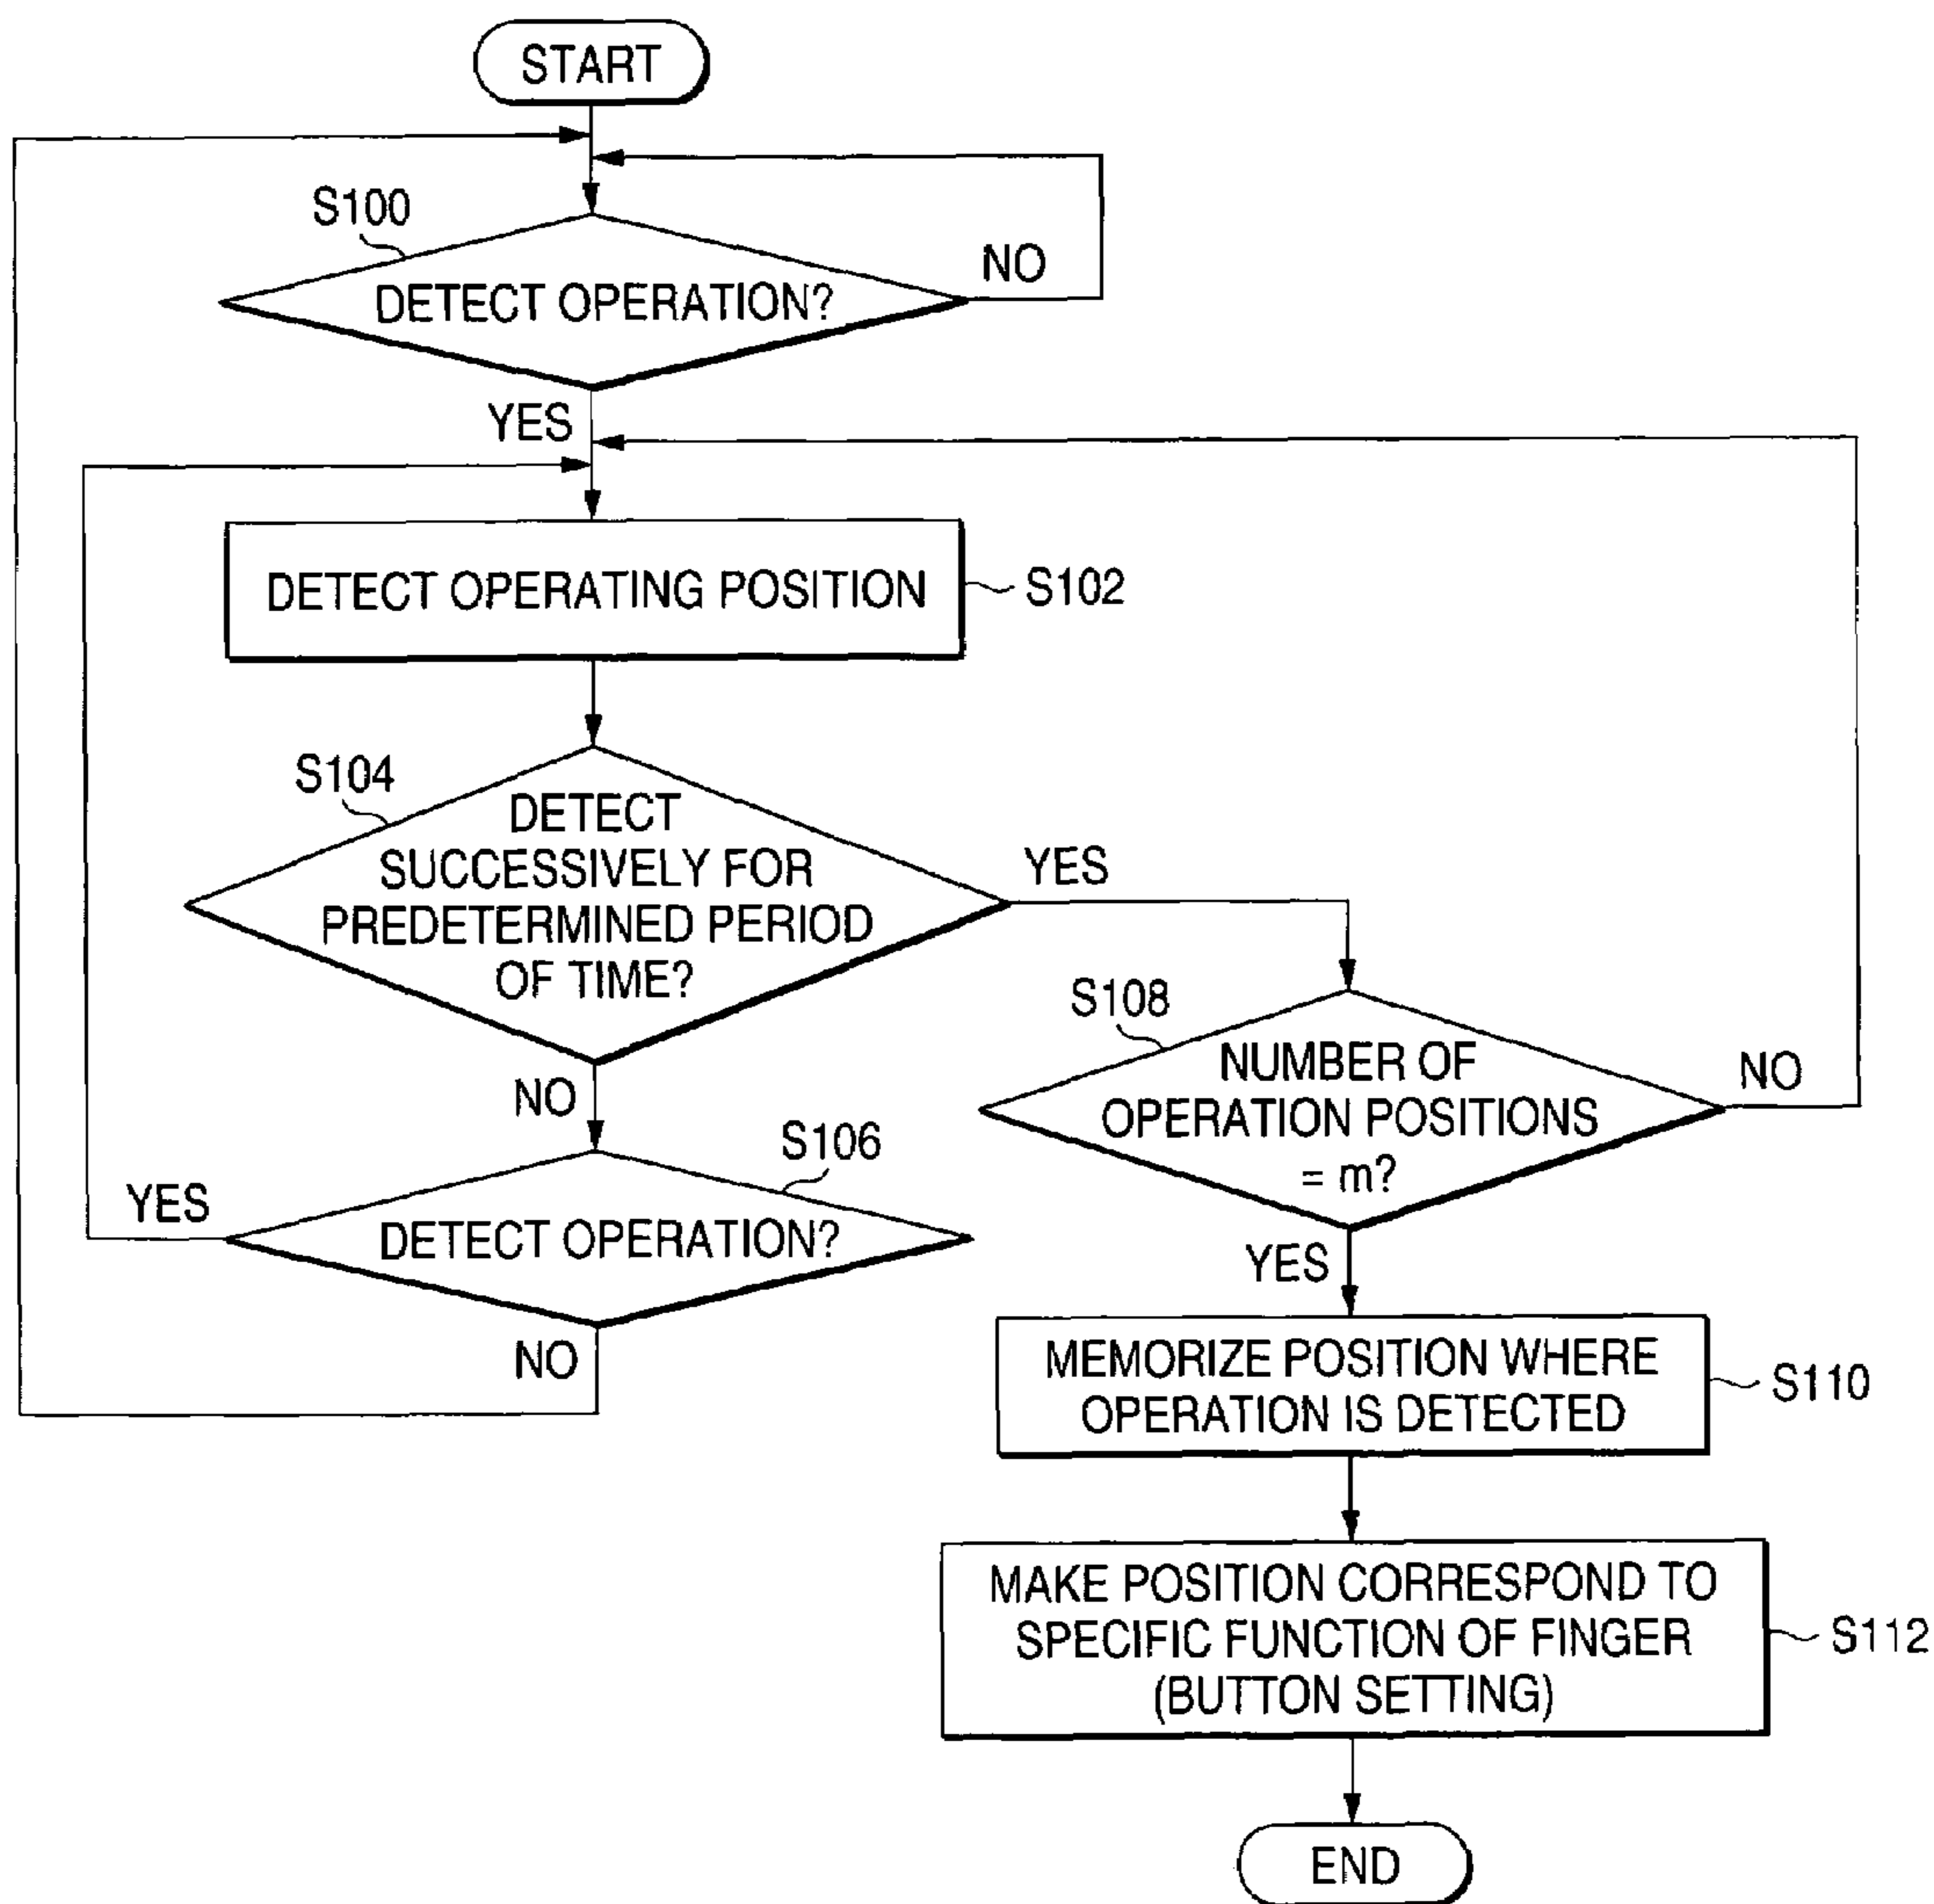 START
S100
NO
DETECT OPERATION?
YES
DETECT OPERATING POSITION
S102
S104
DETECT
SUCCESSIVELY FOR
PREDETERMINED PERIOD
OF TIME?
YES
NO
S108
NUMBER OF
OPERATION POSITIONS
= m?
NO
S106
YES
DETECT OPERATION?
NO
YES
MEMORIZE POSITION WHERE
OPERATION IS DETECTED
S110
MAKE POSITION CORRESPOND TO
SPECIFIC FUNCTION OF FINGER
(BUTTON SETTING)
S112
END